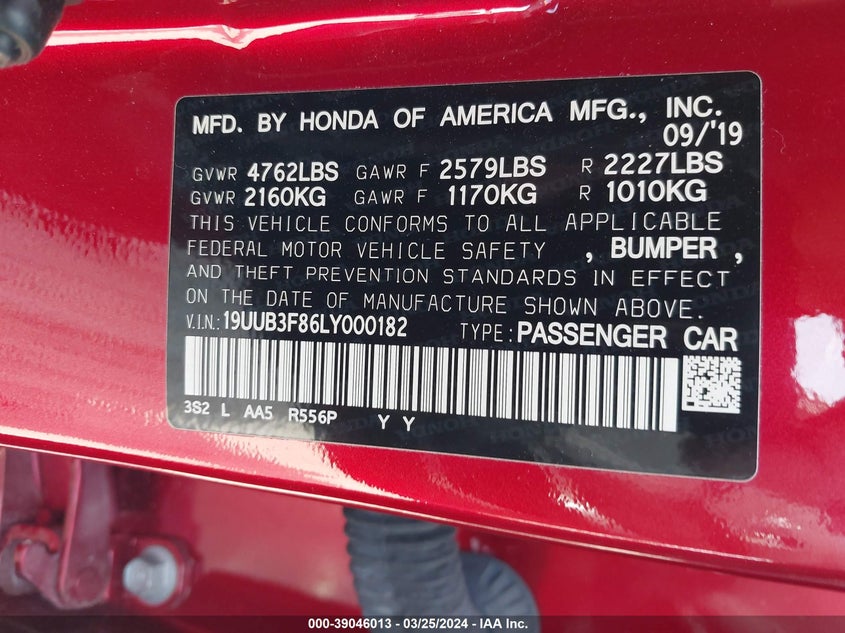 MFD. BY HONDA OF AMERICA MFG., INC.
09/'19
GVWR 4762LBS GAWR F 2579LBS R 2227LBS
GVWR 2160KG GAWR F 1170KG R 1010KG
THIS VEHICLE CONFORMS TO ALL APPLICABLE
FEDERAL MOTOR VEHICLE SAFETY , BUMPER ,
AND THEFT PREVENTION STANDARDS IN EFFECT
ON THE DATE OF MANUFACTURE SHOWN ABOVE.
V.I.N.: 19UUB3F86LY000182 TYPE: PASSENGER CAR
3S2 L AA5 R556P Y Y
000-39046013 / 03/25/2024 - IAA Inc.